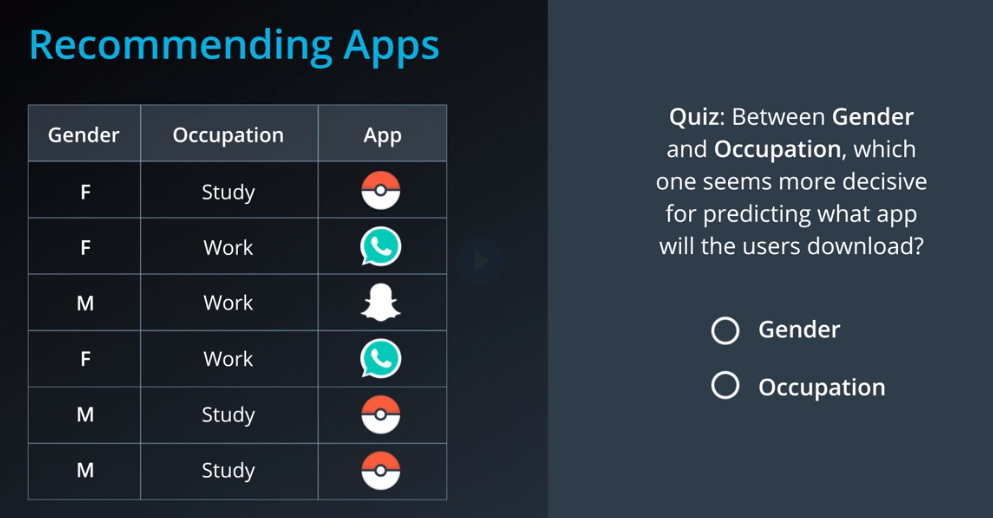 Recommending Apps
Gender Occupation App
F Study
F Work
M Work
F Work
M Study
M Study
Quiz: Between Gender
and Occupation, which
one seems more decisive
for predicting what app
will the users download?
Gender
Occupation